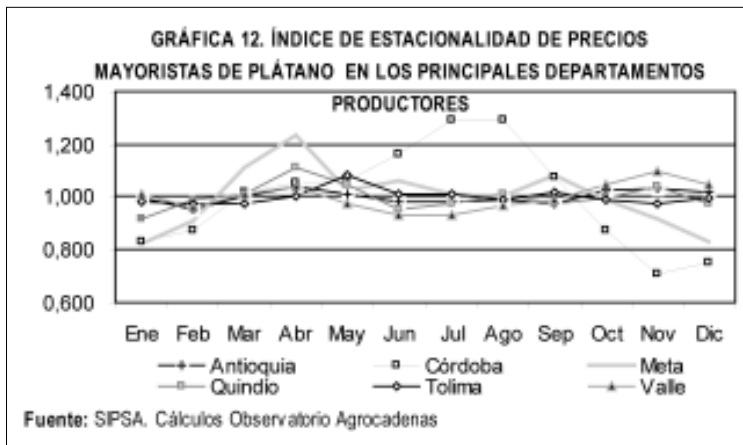 GRÁFICA 12. ÍNDICE DE ESTACIONALIDAD DE PRECIOS
MAYORISTAS DE PLÁTANO EN LOS PRINCIPALES DEPARTAMENTOS
PRODUCTORES
1,400
1,200
1,000
0,800
0,600
Ene Feb Mar Abr May Jun Jul Ago Sep Oct Nov Dic
Antioquia Córdoba Meta
Quindio Tolima Valle
Fuente: SIPSA. Cálculos Observatorio Agrocadenas